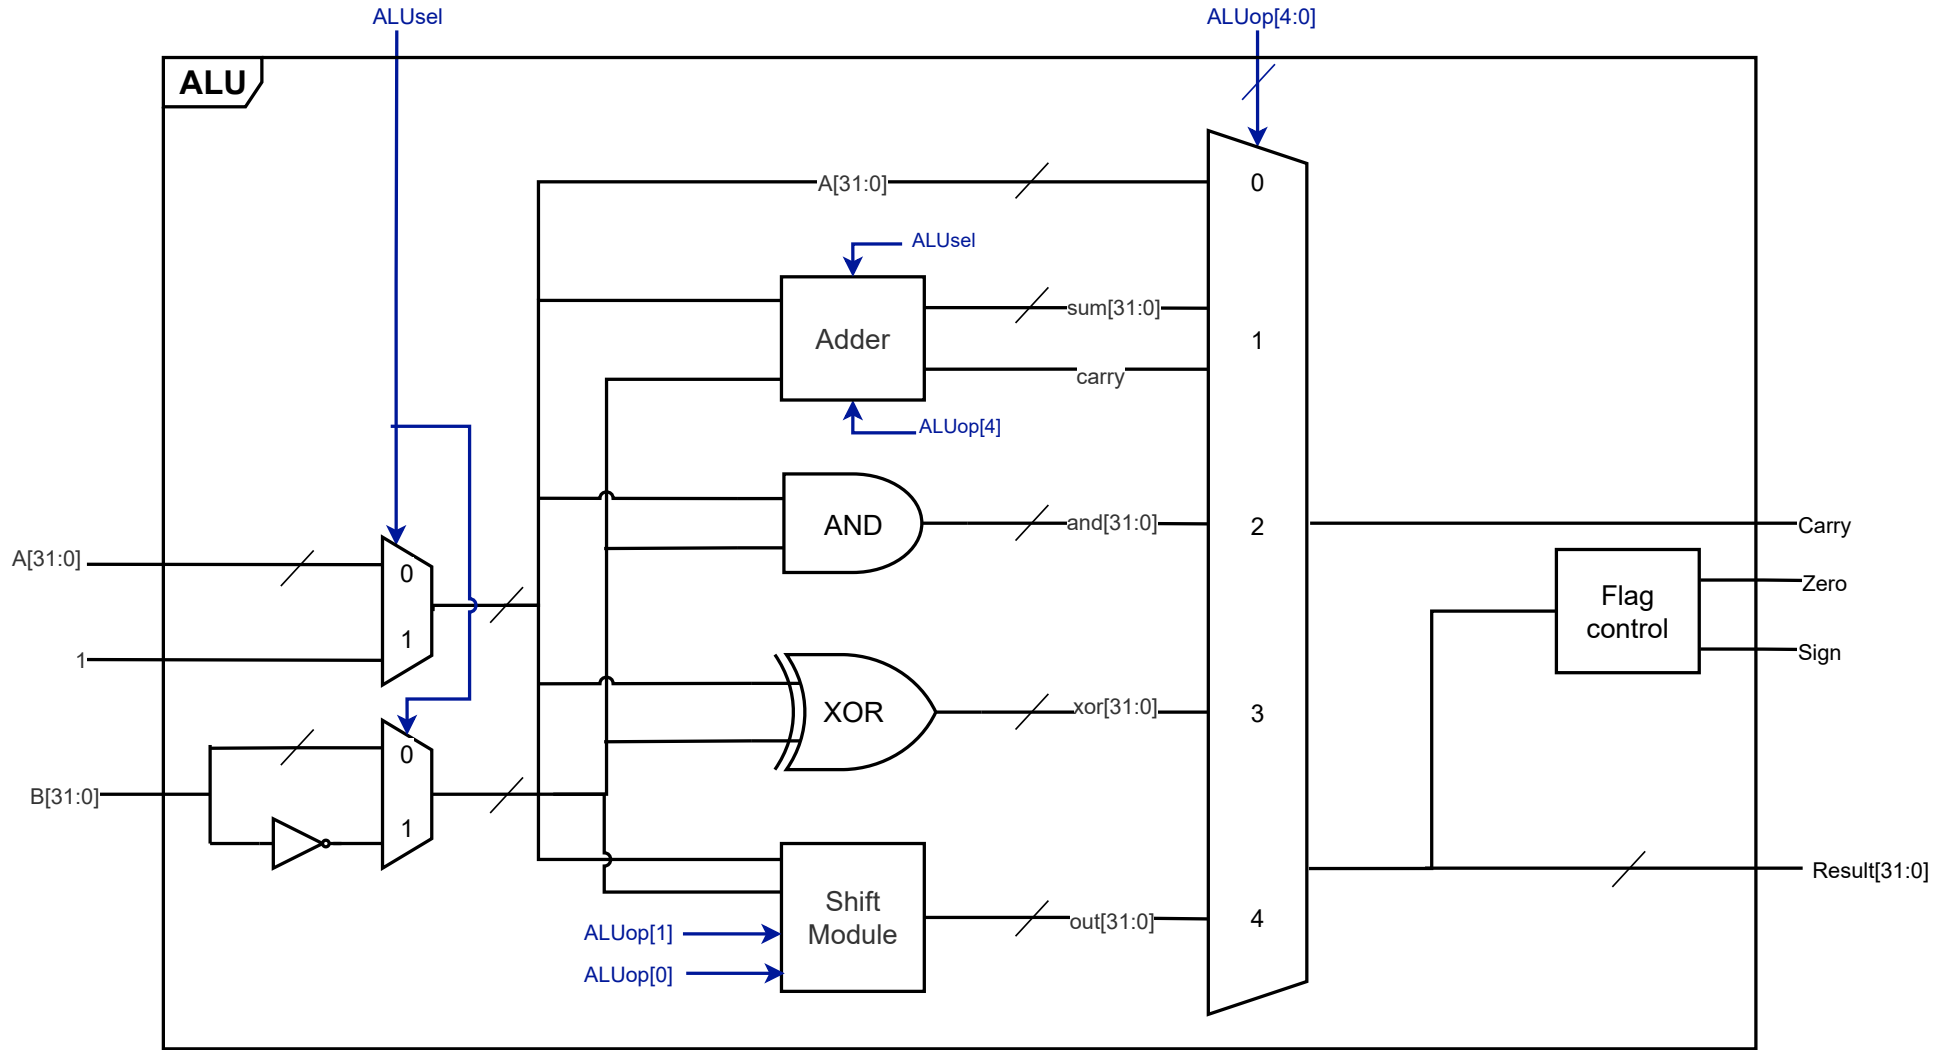 ALUsel
ALUop[4:0]
ALU
A[31:0]
0
ALUsel
Adder
sum[31:0]
1
carry
ALUop[4]
AND
and[31:0]
2
Carry
A[31:0]
0
Flag
control
Zero
1
1
Sign
XOR
xor[31:0]
3
B[31:0]
0
1
Shift
Module
out[31:0]
4
Result[31:0]
ALUop[1]
ALUop[0]